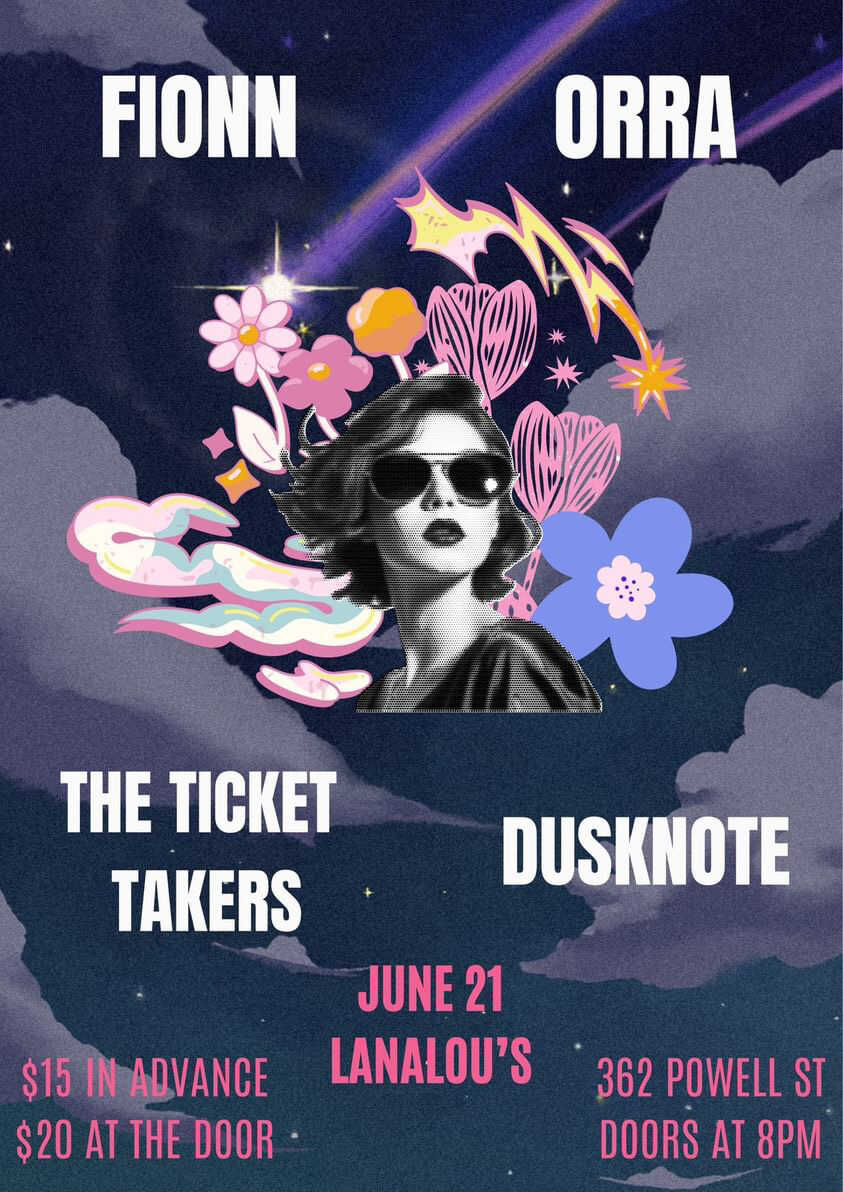 FIONN
ORRA
THE TICKET
TAKERS
DUSKNOTE
JUNE 21
LANALOU'S
$15 IN ADVANCE
$20 AT THE DOOR
362 POWELL ST
DOORS AT 8PM